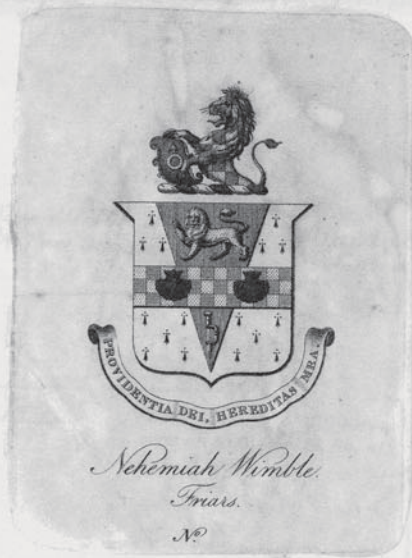 PROVIDENTIA DEI, HEREDITAS MEA.
Nehemiah Wimble.
Friars.
No.